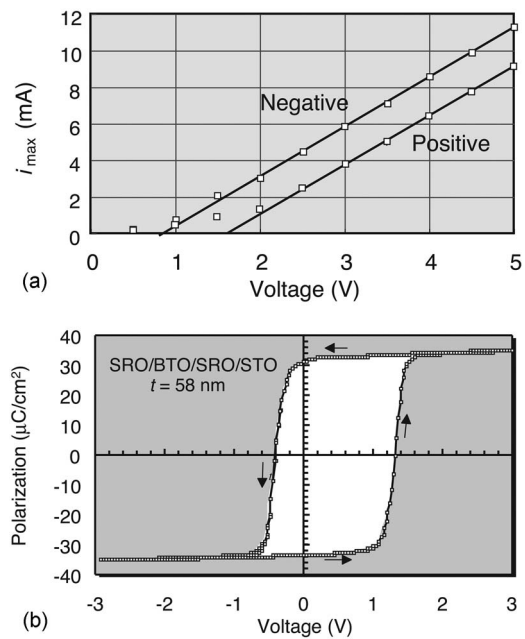 12
10
8
6
4
2
0
i max (mA)
Negative
Positive
0 1 2 3 4 5
Voltage (V)
(a)
40
30
20
10
0
-10
-20
-30
-40
Polarization (μC/cm²)
SRO/BTO/SRO/STO
t = 58 nm
-3 -2 -1 0 1 2 3
Voltage (V)
(b)